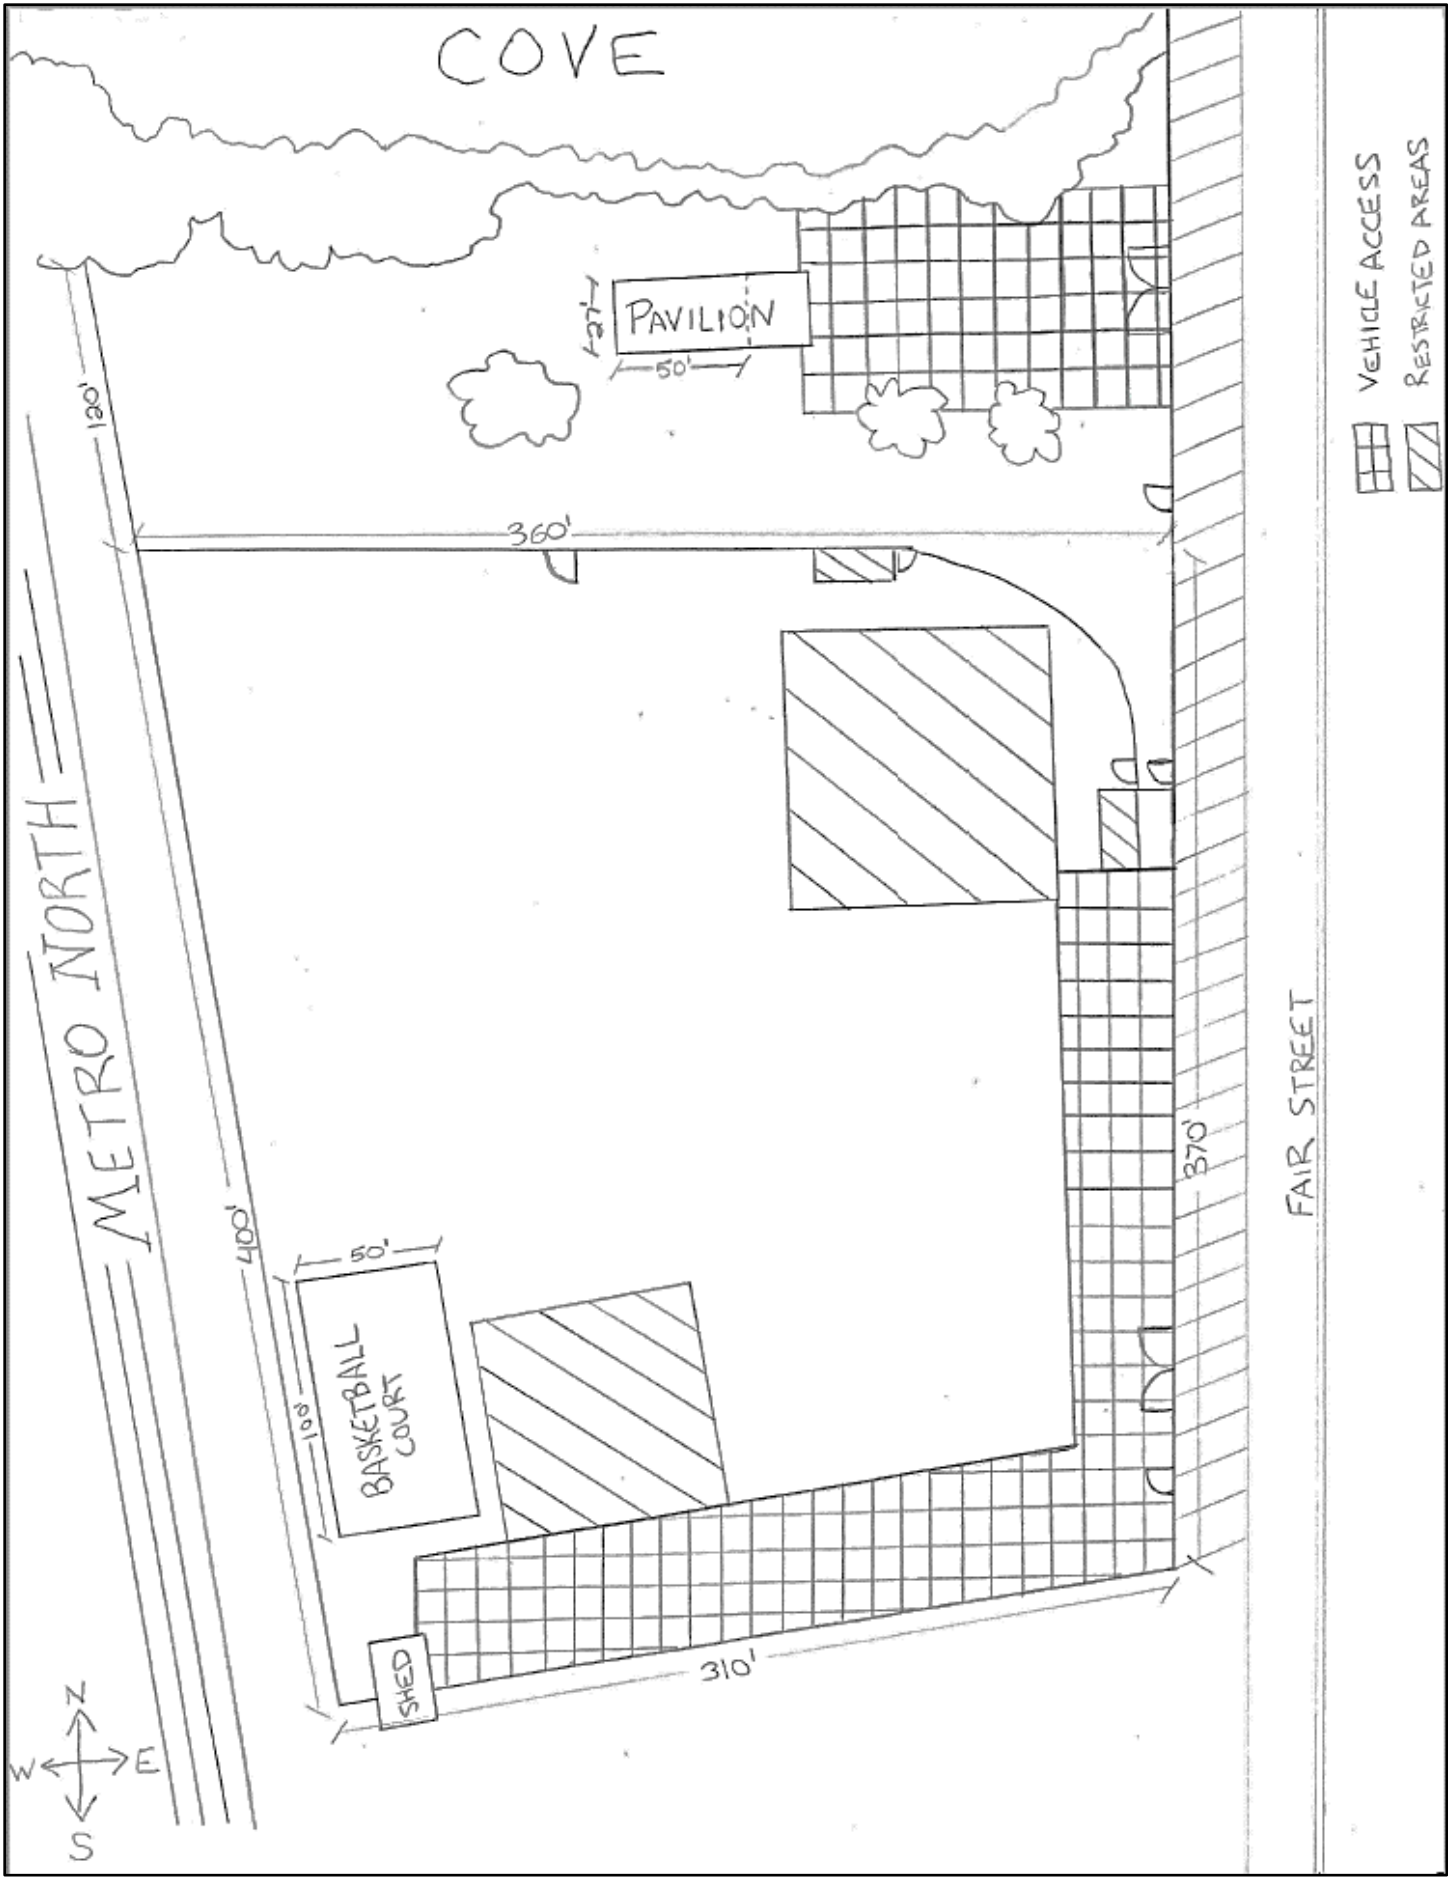 COVE
VEHICLE ACCESS
RESTRICTED AREAS
27'
PAVILION
50'
120'
360'
METRO NORTH
FAIR STREET
370'
400'
50'
100'
BASKETBALL
COURT
310'
SHED
N
W
E
S